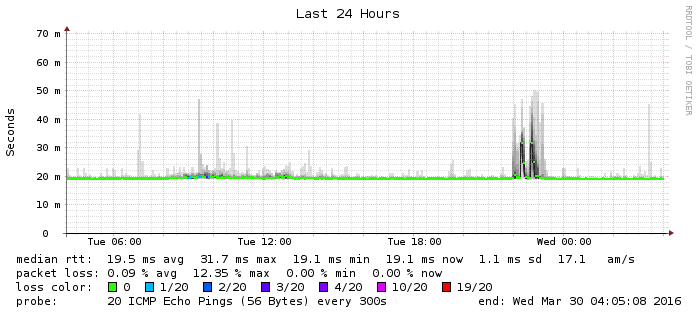 Last 24 Hours
RRDTOOL / TOBI OETIKER
Seconds
70 m
60 m
50 m
40 m
30 m
20 m
10 m
0
Tue 06:00 Tue 12:00 Tue 18:00 Wed 00:00
median rtt: 19.5 ms avg 31.7 ms max 19.1 ms min 19.1 ms now 1.1 ms sd 17.1 am/s
packet loss: 0.09 % avg 12.35 % max 0.00 % min 0.00 % now
loss color: 0 1/20 2/20 3/20 4/20 10/20 19/20
probe: 20 ICMP Echo Pings (56 Bytes) every 300s end: Wed Mar 30 04:05:08 2016